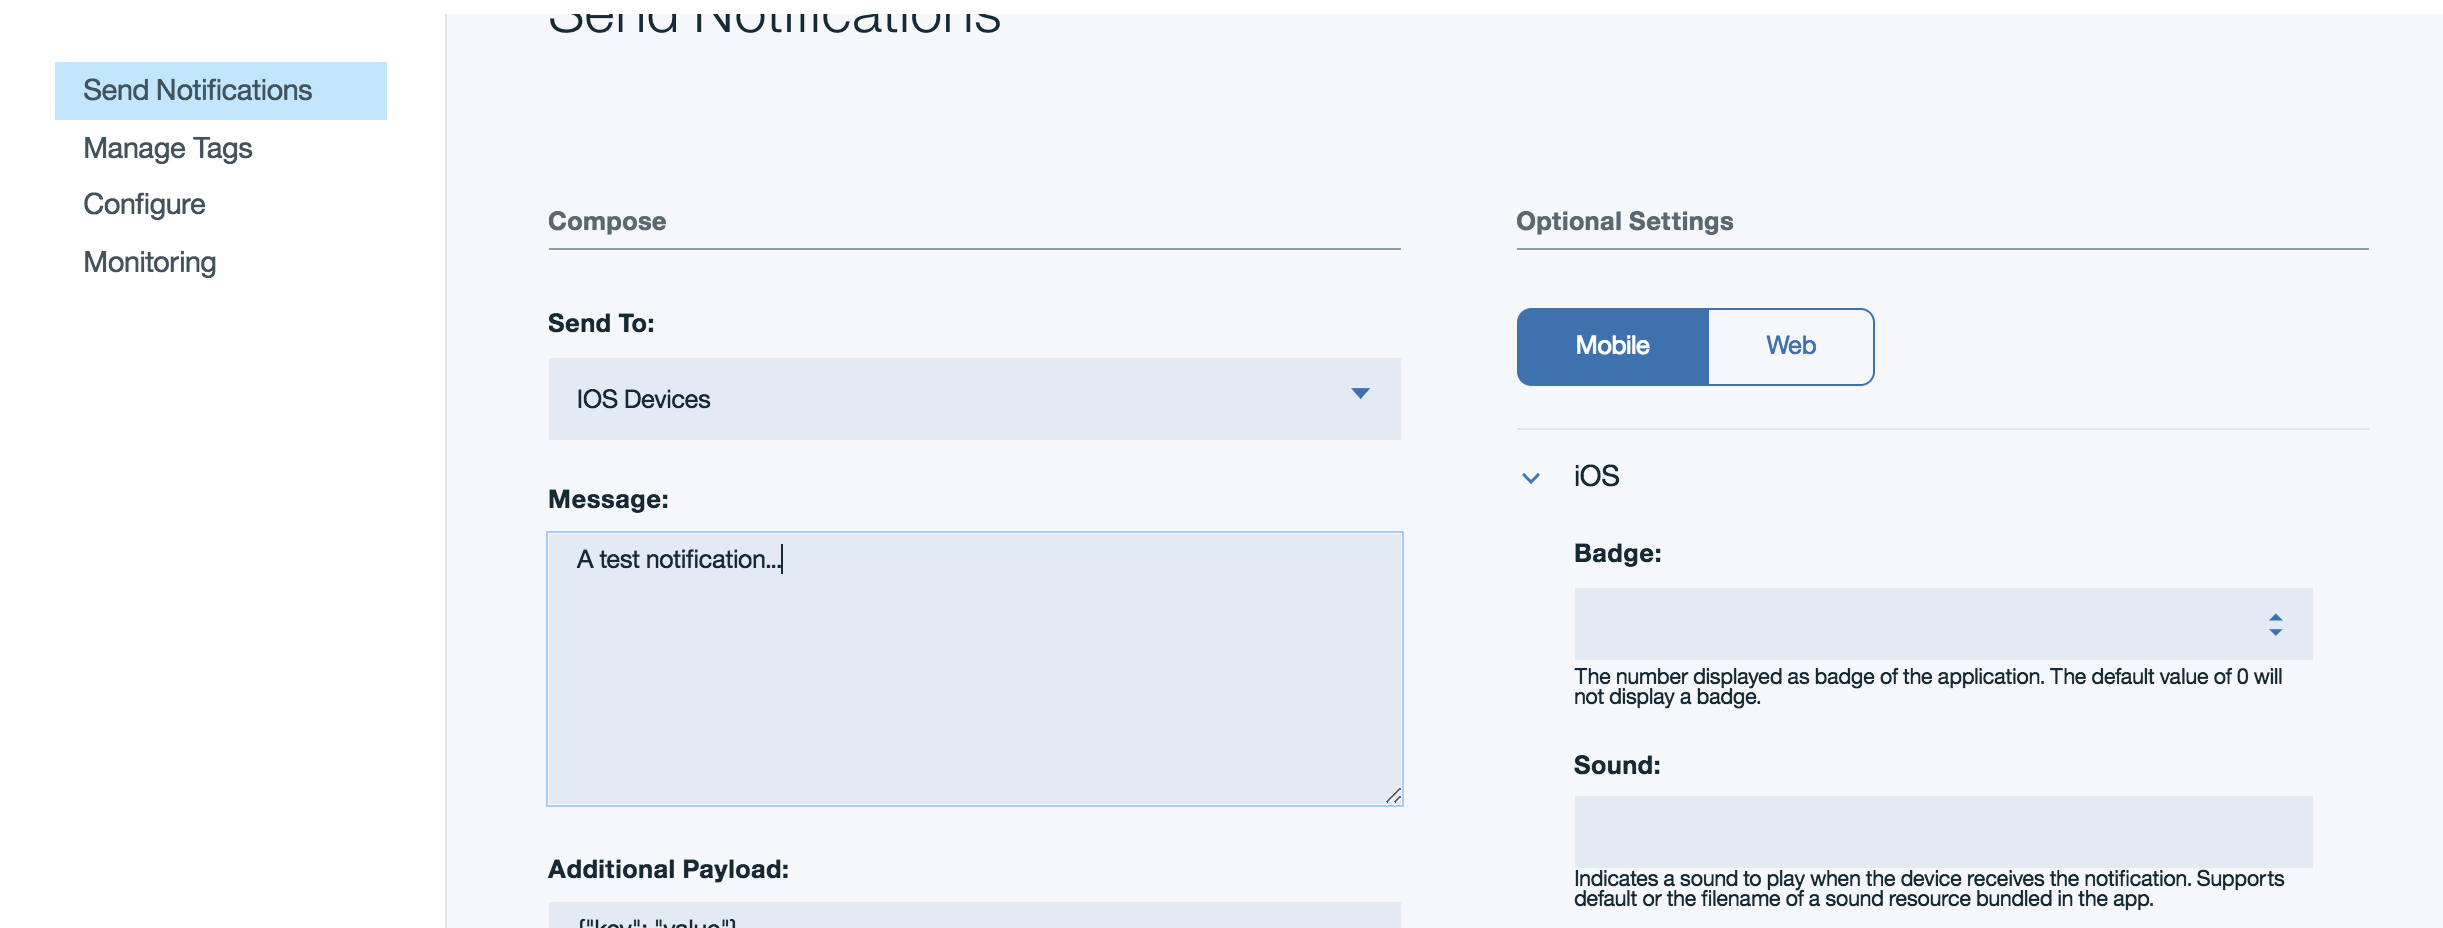 Send Notifications
Send Notifications
Manage Tags
Configure
Monitoring
Compose
Send To:
IOS Devices
Message:
A test notification...
Additional Payload:
{"key": "value"}
Optional Settings
Mobile
Web
iOS
Badge:
The number displayed as badge of the application. The default value of 0 will
not display a badge.
Sound:
Indicates a sound to play when the device receives the notification. Supports
default or the filename of a sound resource bundled in the app.